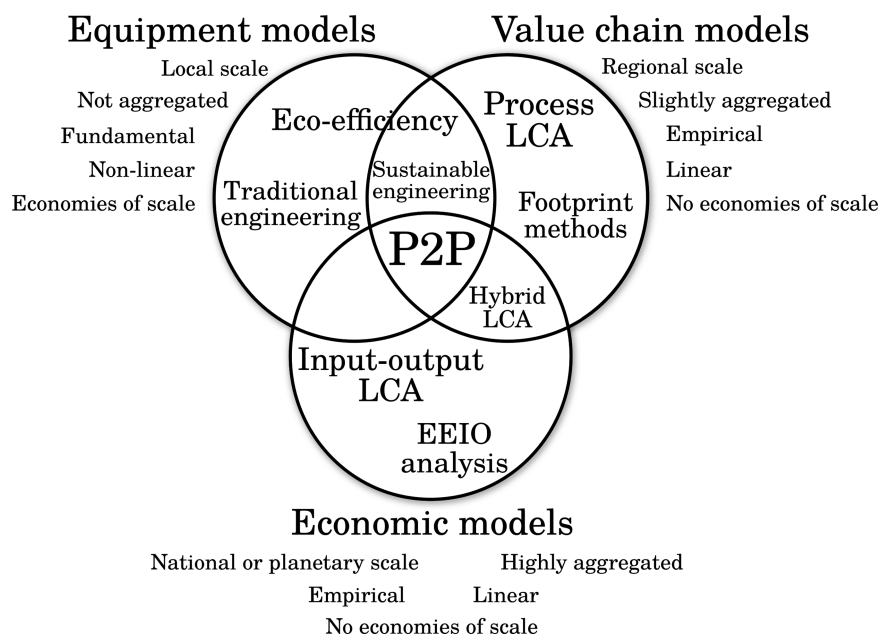 Equipment models
Value chain models
Local scale
Not aggregated
Fundamental
Non-linear
Economies of scale
Regional scale
Slightly aggregated
Empirical
Linear
No economies of scale
Eco-efficiency
Process
LCA
Traditional
engineering
Sustainable
engineering
Footprint
methods
P2P
Hybrid
LCA
Input-output
LCA
EEIO
analysis
Economic models
National or planetary scale
Highly aggregated
Empirical
Linear
No economies of scale